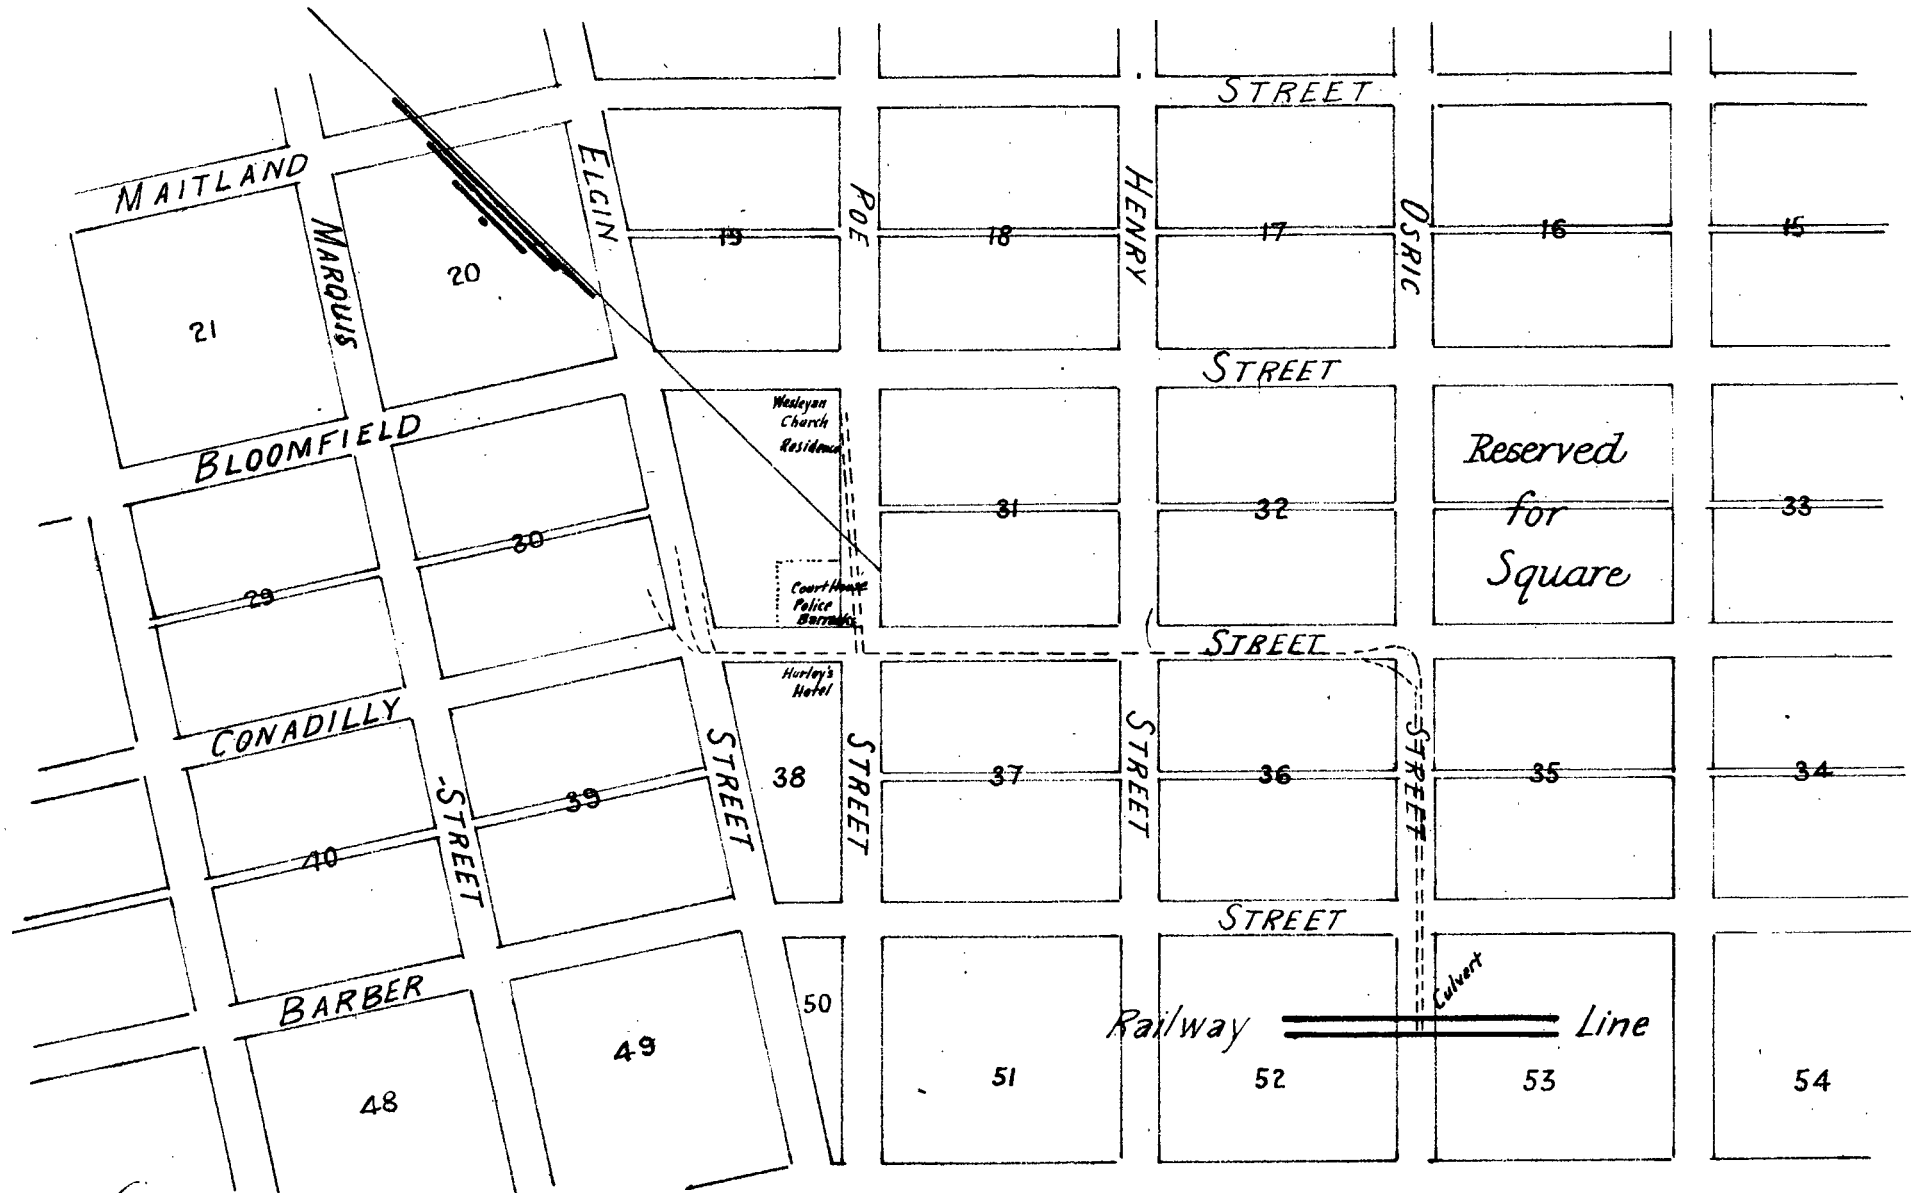 STREET
MAITLAND
ELGIN
MARQUIS
POE
HENRY
OSRIC
21
20
19
18
17
16
15
BLOOMFIELD
STREET
Wesleyan
Church
Residence
Reserved
for
Square
29
30
31
32
33
Court House
Police
Barracks
CONADILLY
STREET
Hurley's
Hotel
STREET
STREET
STREET
STREET
STREET
40
39
38
37
36
35
34
BARBER
STREET
Culvert
Railway Line
48
49
50
51
52
53
54